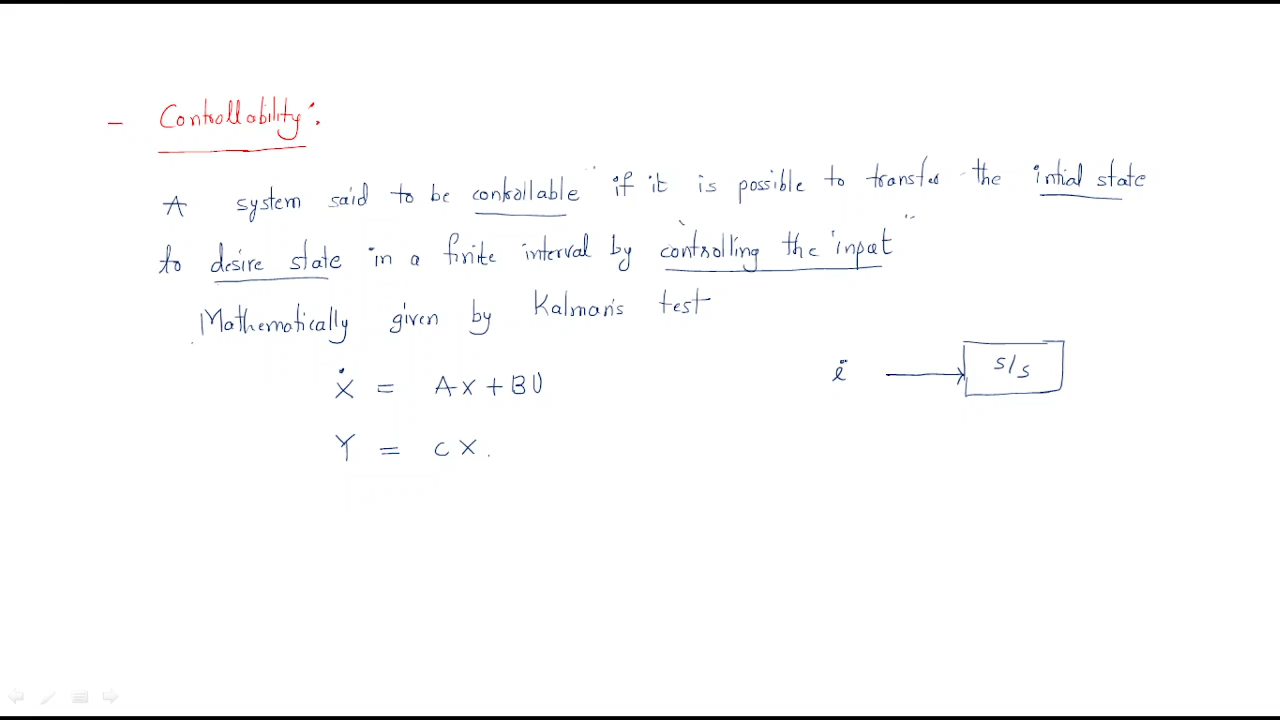 - Controllability:
A system said to be controllable "if it is possible to transfer the intial state
to desire state in a finite interval by controlling the input"
Mathematically given by Kalman's test
Ẋ = AX + BU
i → S/S
Y = CX.